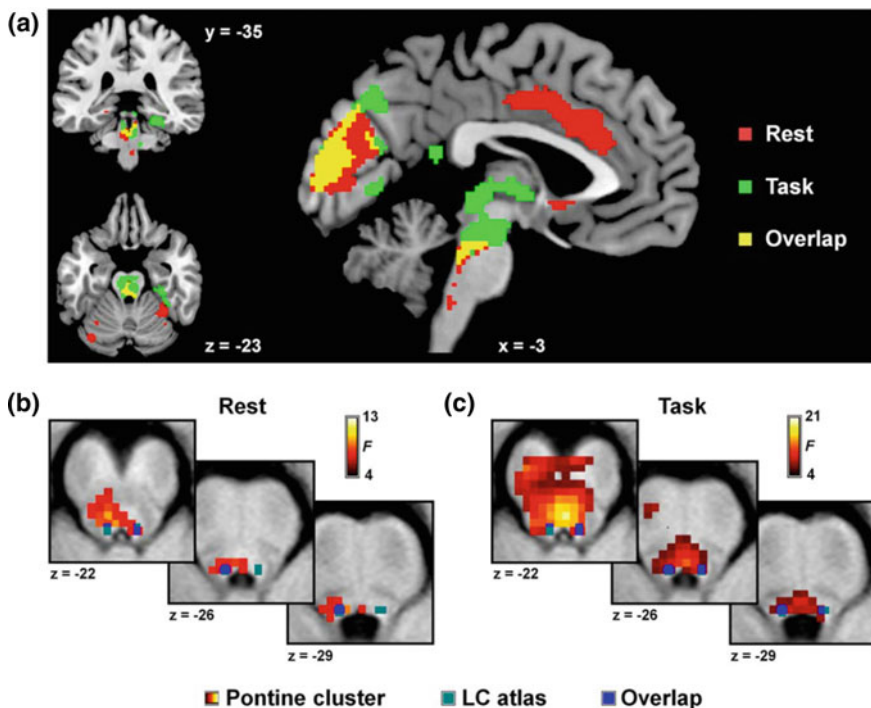 (a)
y = -35
z = -23
x = -3
Rest
Task
Overlap
(b)
Rest
13
F
4
z = -22
z = -26
z = -29
(c)
Task
21
F
4
z = -22
z = -26
z = -29
Pontine cluster
LC atlas
Overlap